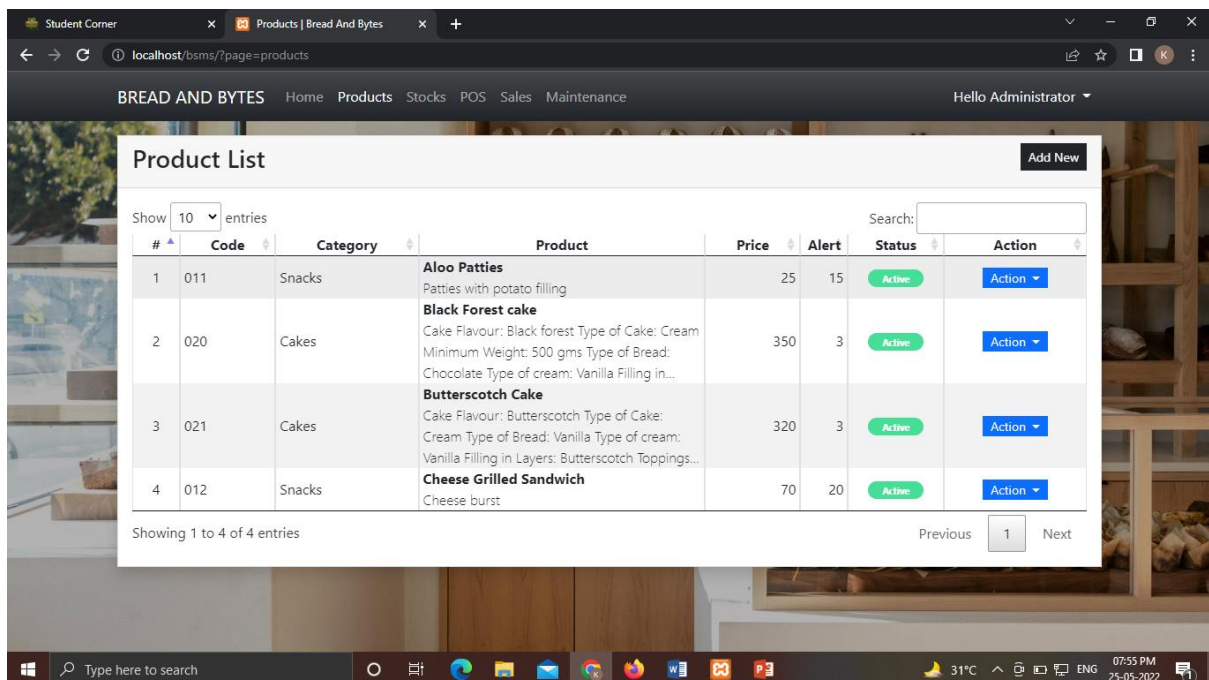 Student Corner
Products | Bread And Bytes
localhost/bsms/?page=products
K
BREAD AND BYTES Home Products Stocks POS Sales Maintenance Hello Administrator
Product List Add New
Show 10 entries Search:
# Code Category Product Price Alert Status Action
1 011 Snacks Aloo Patties 25 15 Active Action
Patties with potato filling
Black Forest cake
2 020 Cakes Cake Flavour: Black forest Type of Cake: Cream 350 3 Active Action
Minimum Weight: 500 gms Type of Bread:
Chocolate Type of cream: Vanilla Filling in...
Butterscotch Cake
3 021 Cakes Cake Flavour: Butterscotch Type of Cake: 320 3 Active Action
Cream Type of Bread: Vanilla Type of cream:
Vanilla Filling in Layers: Butterscotch Toppings...
4 012 Snacks Cheese Grilled Sandwich 70 20 Active Action
Cheese burst
Showing 1 to 4 of 4 entries Previous 1 Next
Type here to search 31°C ENG 07:55 PM
25-05-2022